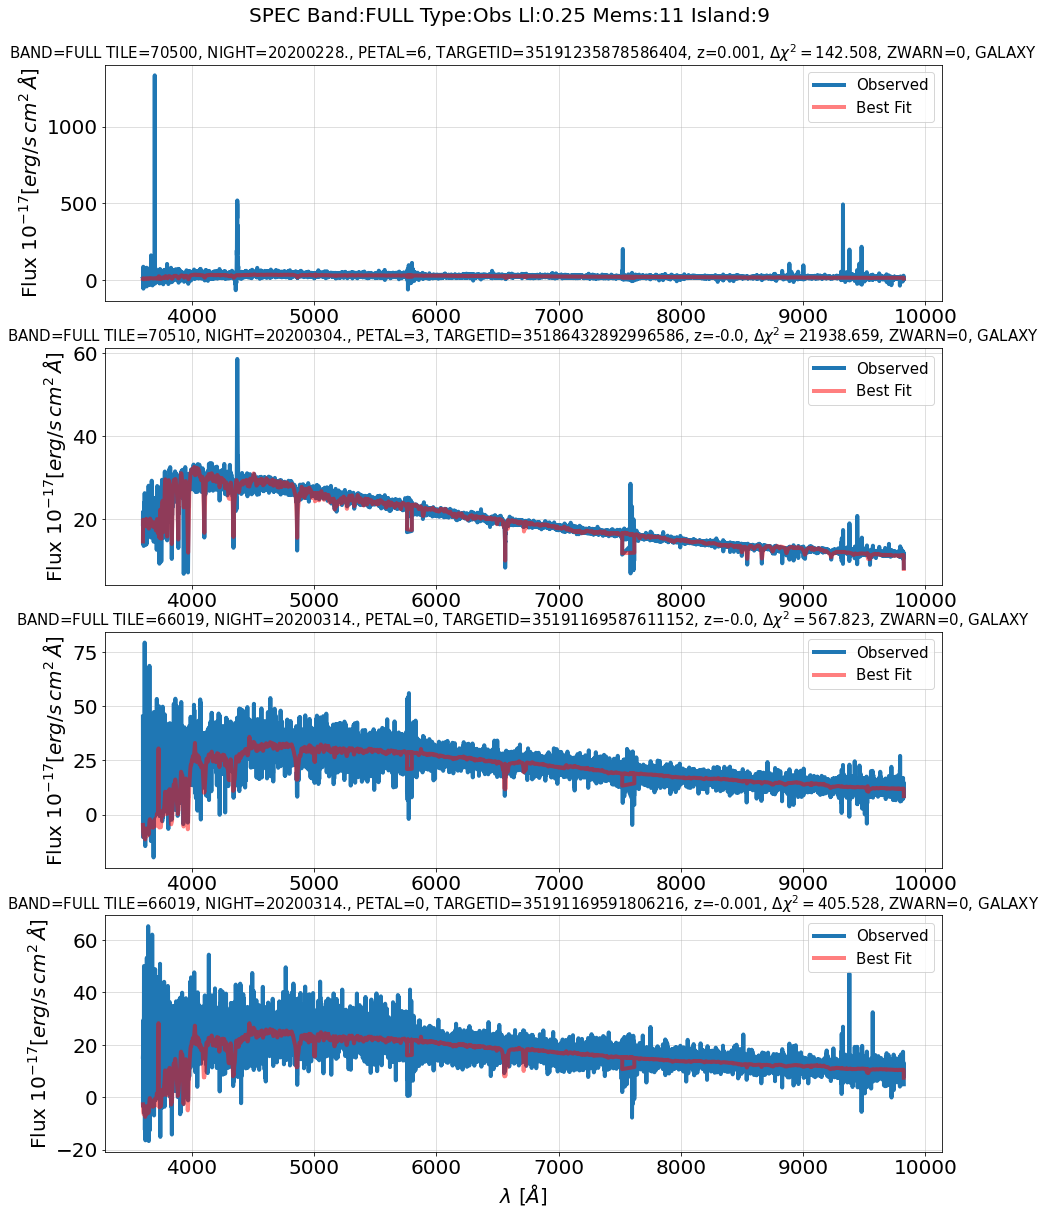 SPEC Band:FULL Type:Obs Ll:0.25 Mems:11 Island:9
BAND=FULL TILE=70500, NIGHT=20200228., PETAL=6, TARGETID=35191235878586404, z=0.001, Δχ²=142.508, ZWARN=0, GALAXY
Flux 10⁻¹⁷[erg/s cm² Å]
1000
500
0
Observed
Best Fit
4000 5000 6000 7000 8000 9000 10000
BAND=FULL TILE=70510, NIGHT=20200304., PETAL=3, TARGETID=35186432892996586, z=-0.0, Δχ²=21938.659, ZWARN=0, GALAXY
Flux 10⁻¹⁷[erg/s cm² Å]
60
40
20
Observed
Best Fit
4000 5000 6000 7000 8000 9000 10000
BAND=FULL TILE=66019, NIGHT=20200314., PETAL=0, TARGETID=35191169587611152, z=-0.0, Δχ²=567.823, ZWARN=0, GALAXY
Flux 10⁻¹⁷[erg/s cm² Å]
75
50
25
0
Observed
Best Fit
4000 5000 6000 7000 8000 9000 10000
BAND=FULL TILE=66019, NIGHT=20200314., PETAL=0, TARGETID=35191169591806216, z=-0.001, Δχ²=405.528, ZWARN=0, GALAXY
Flux 10⁻¹⁷[erg/s cm² Å]
60
40
20
0
−20
Observed
Best Fit
4000 5000 6000 7000 8000 9000 10000
λ [Å]